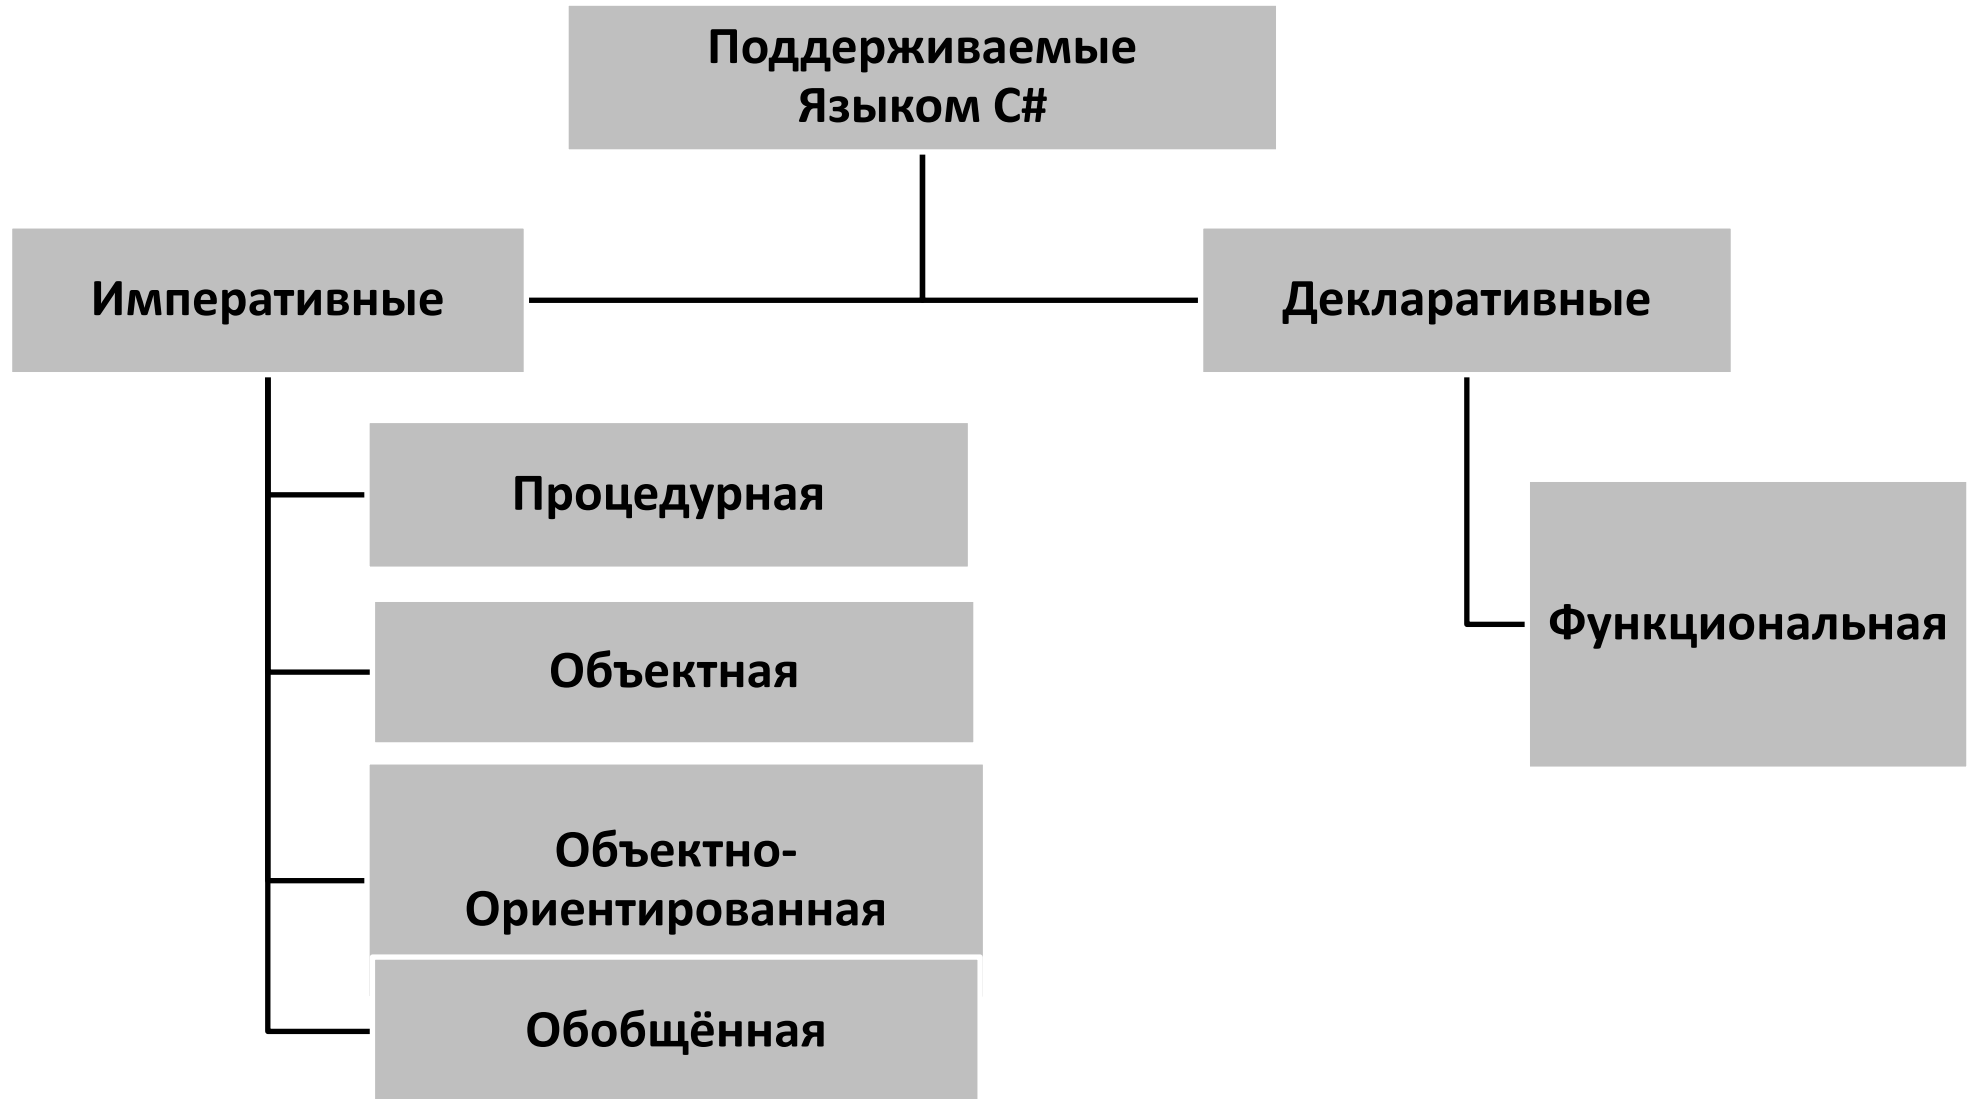 Поддерживаемые
Языком C#
Императивные
Декларативные
Процедурная
Объектная
Объектно-
Ориентированная
Обобщённая
Функциональная